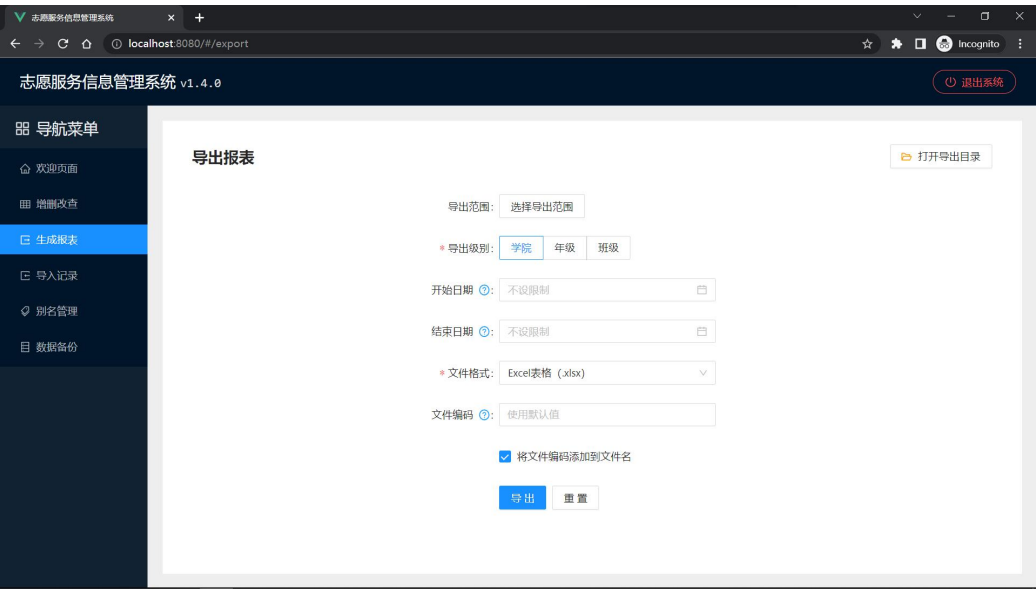 志愿服务信息管理系统
localhost:8080/#/export
Incognito
志愿服务信息管理系统 v1.4.0
退出系统
导航菜单
欢迎页面
增删改查
生成报表
导入记录
别名管理
数据备份
导出报表
打开导出目录
导出范围: 选择导出范围
* 导出级别: 学院 年级 班级
开始日期 ?: 不设限制
结束日期 ?: 不设限制
* 文件格式: Excel表格（.xlsx）
文件编码 ?: 使用默认值
将文件编码添加到文件名
导 出 重 置